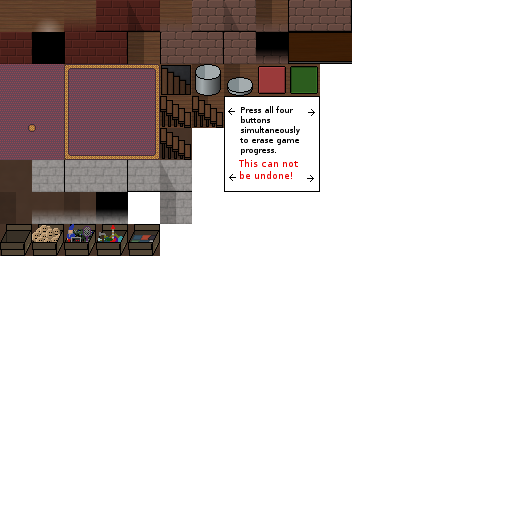 Press all four
buttons
simultaneously
to erase game
progress.
This can not
be undone!